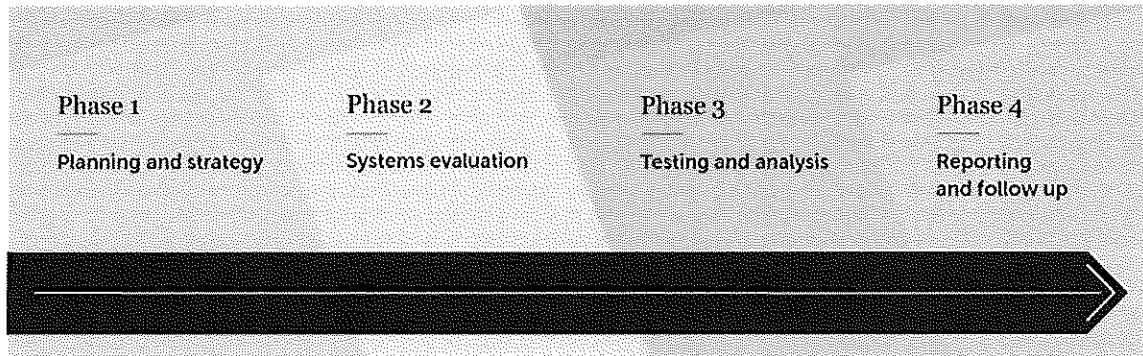 Phase 1
Planning and strategy
Phase 2
Systems evaluation
Phase 3
Testing and analysis
Phase 4
Reporting
and follow up